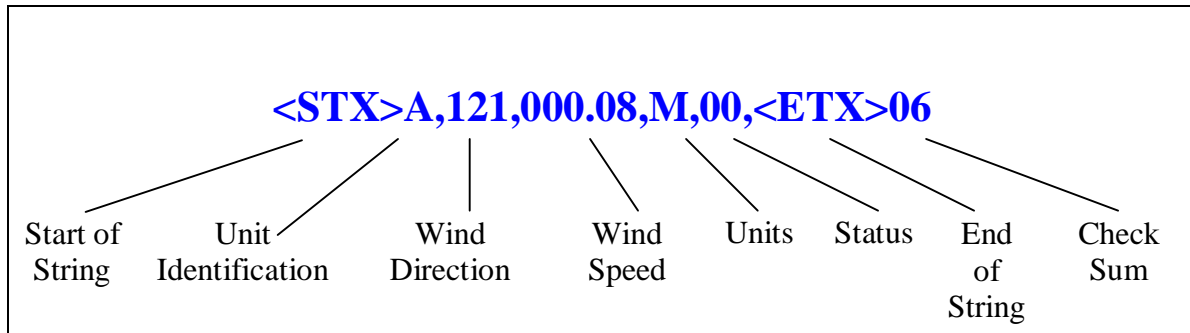 <STX>A,121,000.08,M,00,<ETX>06
Start of
String
Unit
Identification
Wind
Direction
Wind
Speed
Units
Status
End
of
String
Check
Sum